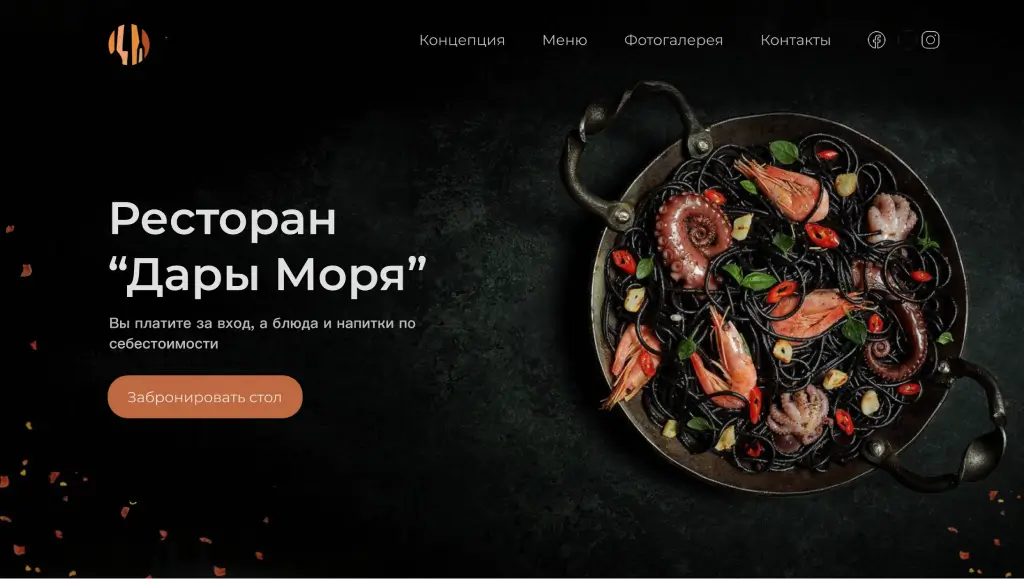 Концепция Меню Фотогалерея Контакты
Ресторан
“Дары Моря”
Вы платите за вход, а блюда и напитки по
себестоимости
Забронировать стол